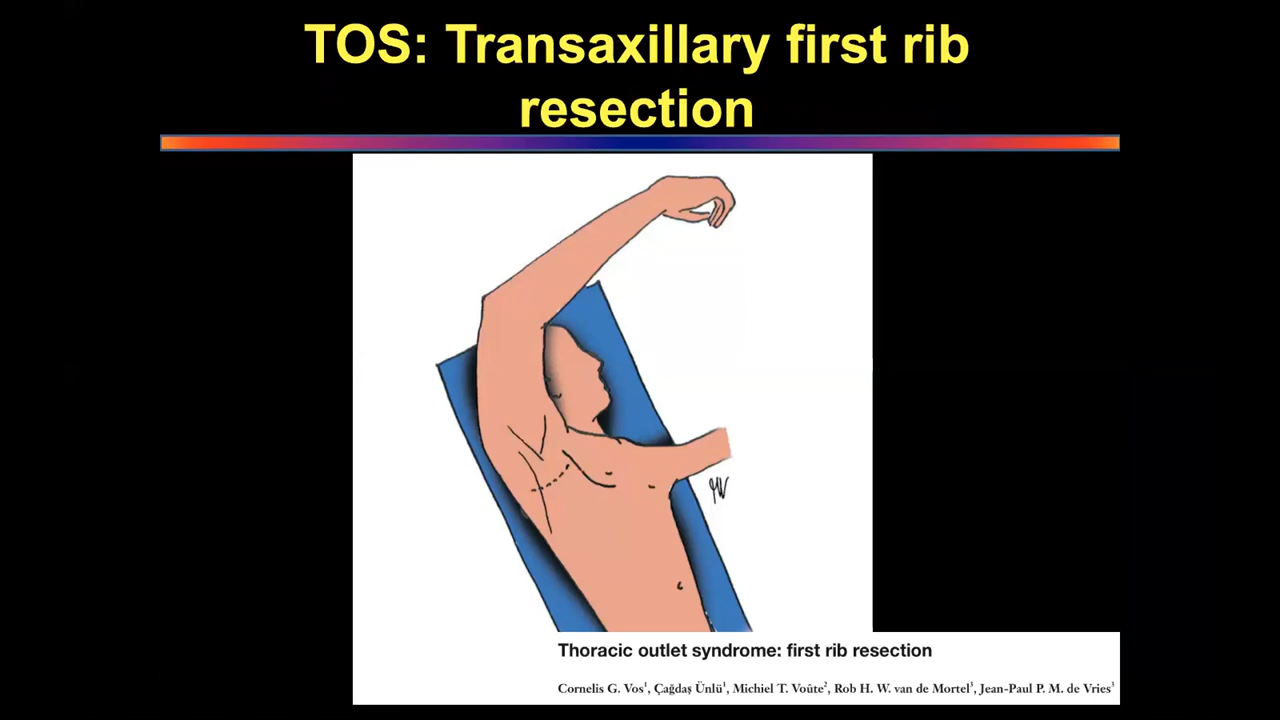 TOS: Transaxillary first rib
resection
Thoracic outlet syndrome: first rib resection
Cornelis G. Vos¹, Çağdaş Ünlü¹, Michiel T. Voûte², Rob H. W. van de Mortel³, Jean-Paul P. M. de Vries³